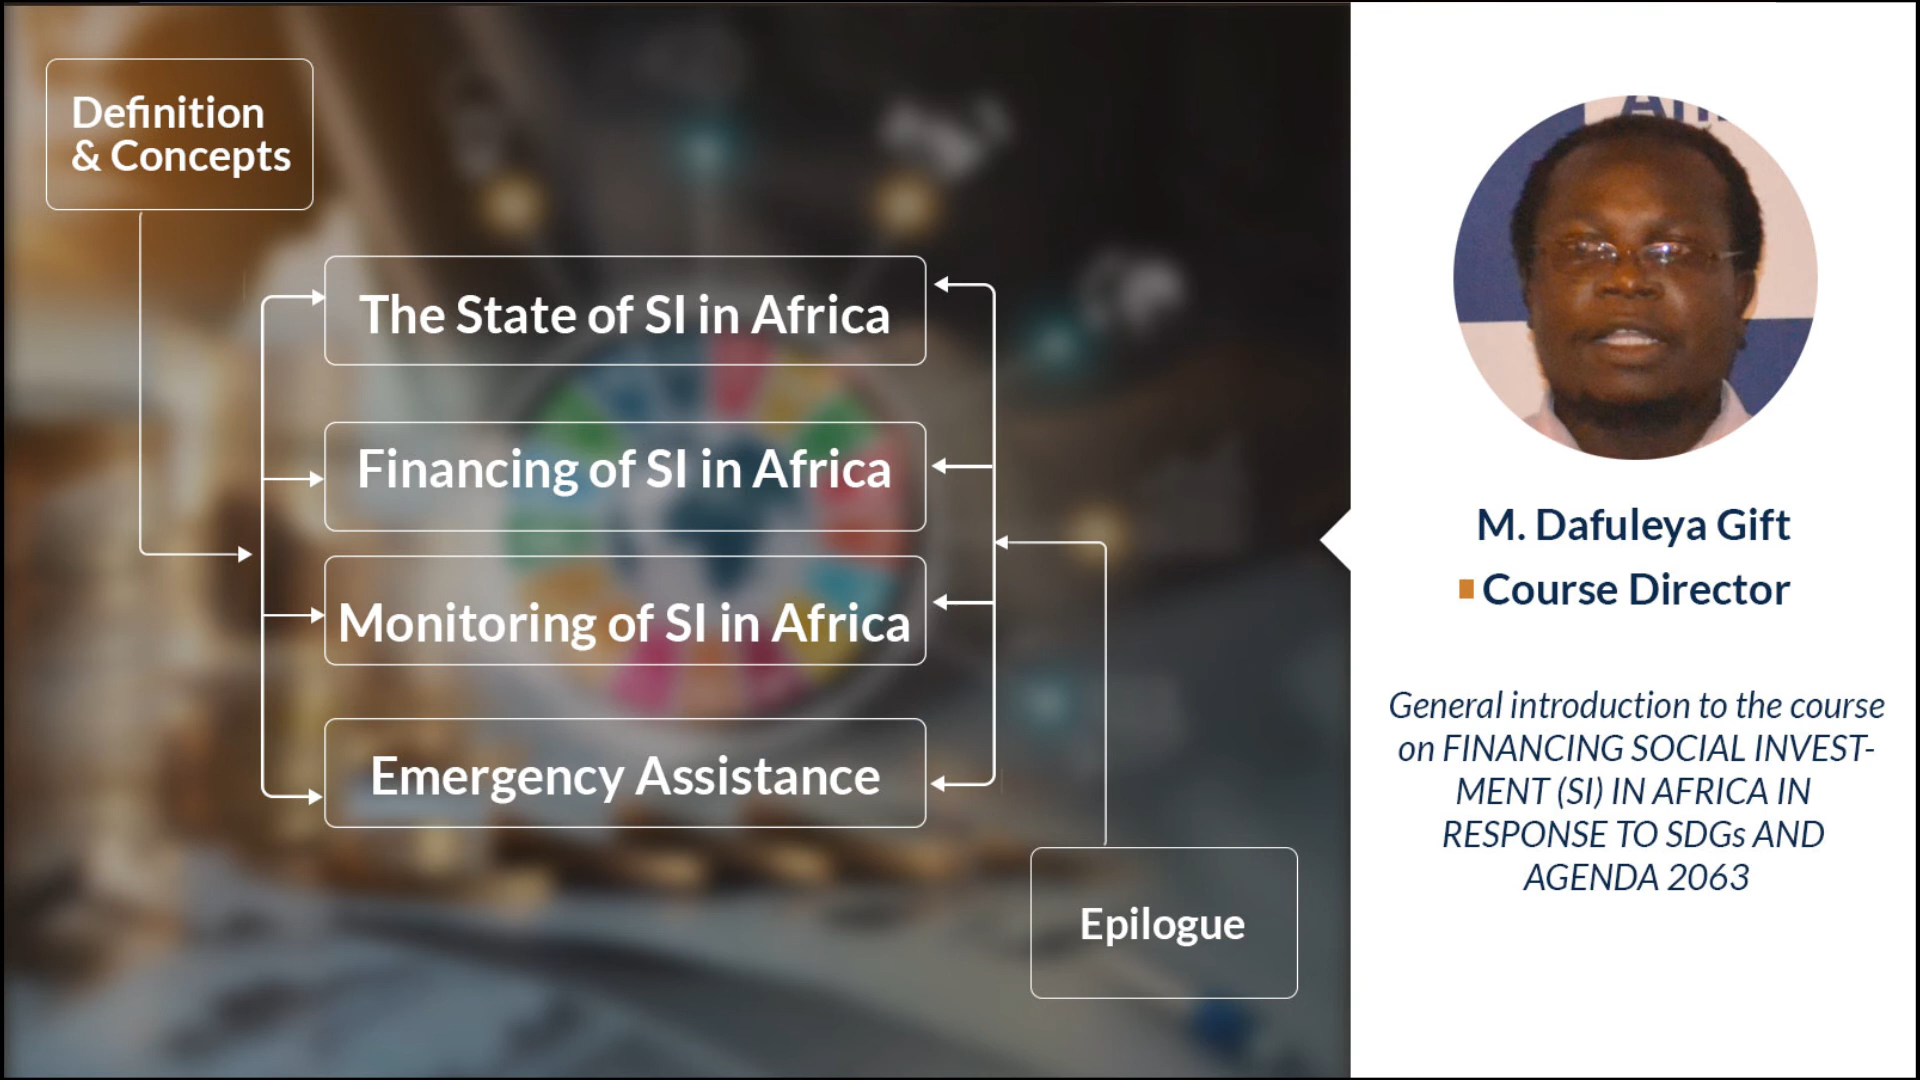 Definition
& Concepts
The State of SI in Africa
Financing of SI in Africa
Monitoring of SI in Africa
Emergency Assistance
Epilogue
M. Dafuleya Gift
Course Director
General introduction to the course
on FINANCING SOCIAL INVEST-
MENT (SI) IN AFRICA IN
RESPONSE TO SDGs AND
AGENDA 2063